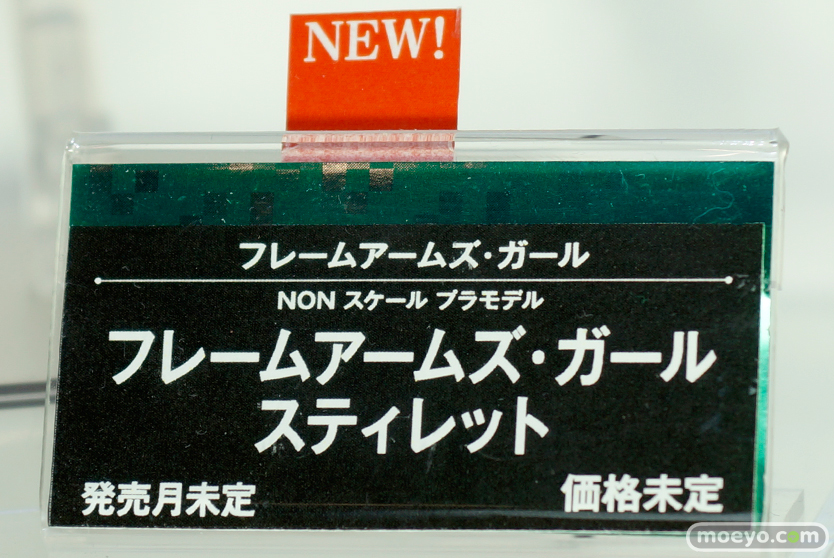 NEW!
フレームアームズ・ガール
NON スケール プラモデル
フレームアームズ・ガール
スティレット
発売月未定 価格未定
moeyo.com